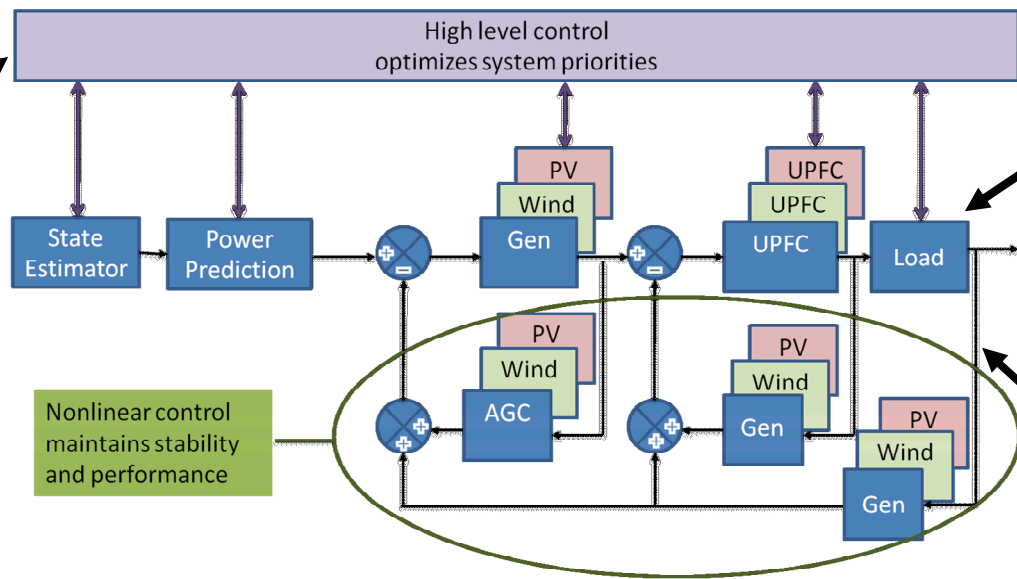 High level control
optimizes system priorities
PV
Wind
Gen
UPFC
UPFC
UPFC
State
Estimator
Power
Prediction
Load
+
−
+
−
PV
Wind
AGC
PV
Wind
Gen
PV
Wind
Gen
+
+
+
+
Nonlinear control
maintains stability
and performance